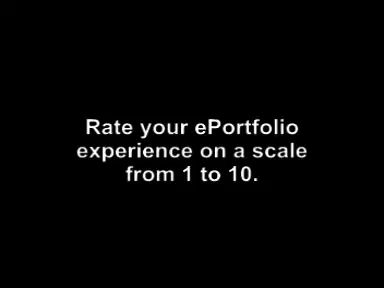 Rate your ePortfolio
experience on a scale
from 1 to 10.